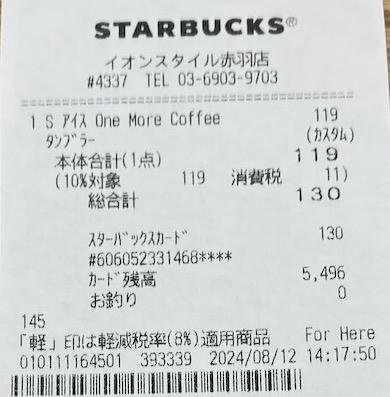 STARBUCKS®
イオンスタイル赤羽店
#4337 TEL 03-6903-9703
1 S ｱｲｽ One More Coffee 119
ﾀﾝﾌﾞﾗｰ (ｶｽﾀﾑ)
本体合計(1点) 119
(10%対象 119 消費税 11)
総合計 130
ｽﾀｰﾊﾞｯｸｽｶｰﾄﾞ 130
#606052331468****
ｶｰﾄﾞ残高 5,496
お釣り 0
145
「軽」印は軽減税率(8%)適用商品 For Here
010111164501 393339 2024/08/12 14:17:50